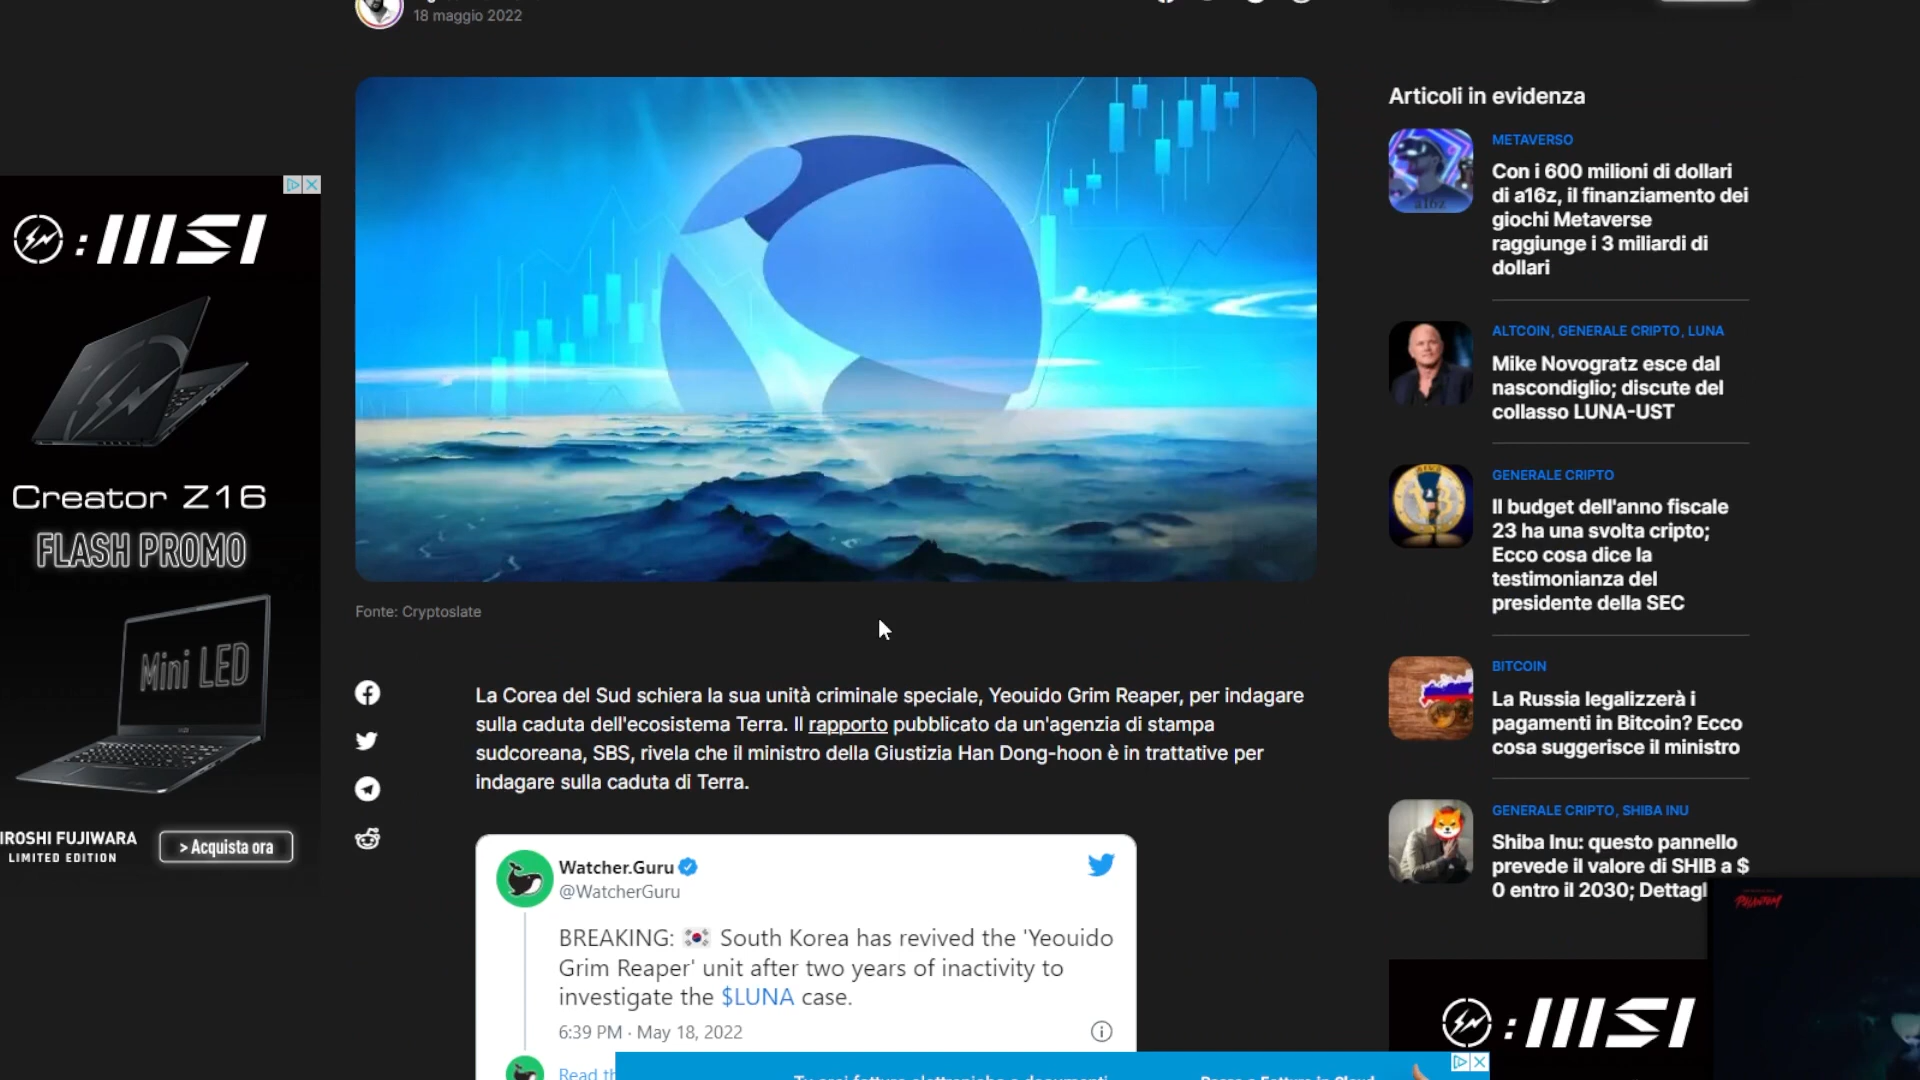 18 maggio 2022
Fonte: Cryptoslate
La Corea del Sud schiera la sua unità criminale speciale, Yeouido Grim Reaper, per indagare
sulla caduta dell'ecosistema Terra. Il rapporto pubblicato da un'agenzia di stampa
sudcoreana, SBS, rivela che il ministro della Giustizia Han Dong-hoon è in trattative per
indagare sulla caduta di Terra.
Watcher.Guru
@WatcherGuru
BREAKING: 🇰🇷 South Korea has revived the 'Yeouido
Grim Reaper' unit after two years of inactivity to
investigate the $LUNA case.
6:39 PM · May 18, 2022
Read th
Articoli in evidenza
METAVERSO
Con i 600 milioni di dollari
di a16z, il finanziamento dei
giochi Metaverse
raggiunge i 3 miliardi di
dollari
a16z
ALTCOIN, GENERALE CRIPTO, LUNA
Mike Novogratz esce dal
nascondiglio; discute del
collasso LUNA-UST
GENERALE CRIPTO
Il budget dell'anno fiscale
23 ha una svolta cripto;
Ecco cosa dice la
testimonianza del
presidente della SEC
BITCOIN
La Russia legalizzerà i
pagamenti in Bitcoin? Ecco
cosa suggerisce il ministro
GENERALE CRIPTO, SHIBA INU
Shiba Inu: questo pannello
prevede il valore di SHIB a $
0 entro il 2030; Dettagl
PHANTOM
: MSI
: MSI
Creator Z16
FLASH PROMO
Mini LED
IROSHI FUJIWARA
LIMITED EDITION
> Acquista ora